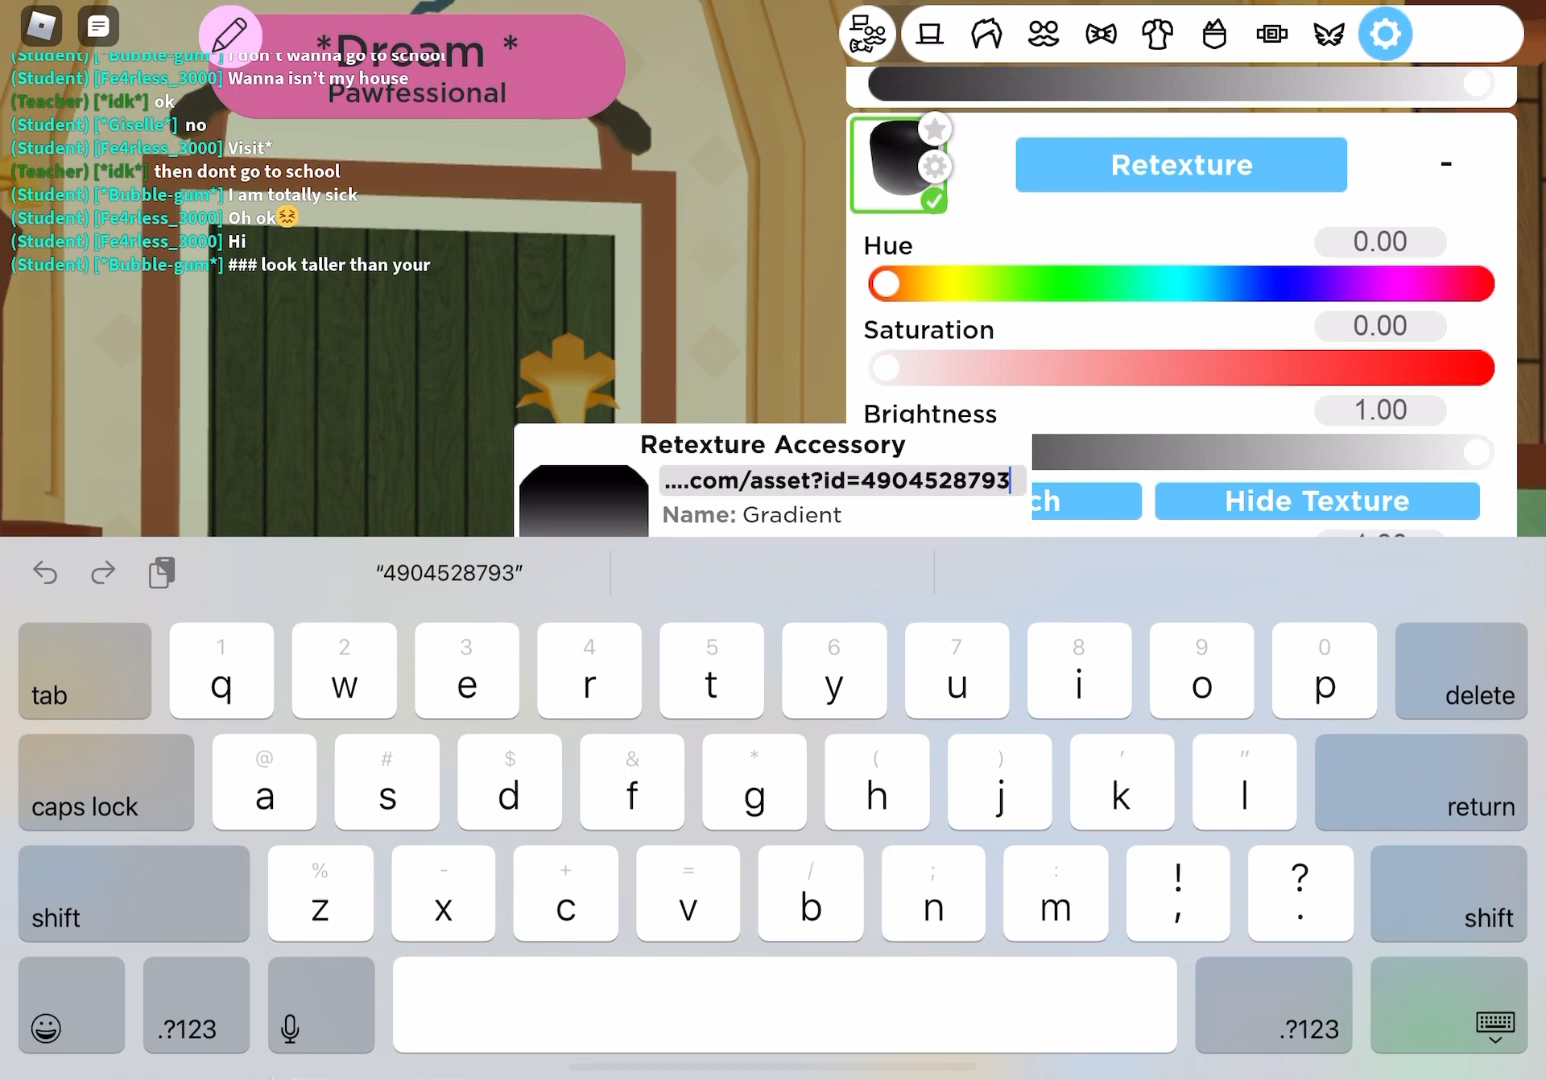 *Dream *
Pawfessional
(Student) [*Bubble-gum*] I don't wanna go to school
(Student) [Fe4rless_3000] Wanna isn’t my house
(Teacher) [*idk*] ok
(Student) [*Giselle*] no
(Student) [Fe4rless_3000] Visit*
(Teacher) [*idk*] then dont go to school
(Student) [*Bubble-gum*] I am totally sick
(Student) [Fe4rless_3000] Oh ok😖
(Student) [Fe4rless_3000] Hi
(Student) [*Bubble-gum*] ### look taller than your
Retexture
-
Hue
0.00
Saturation
0.00
Brightness
1.00
ch
Hide Texture
Retexture Accessory
....com/asset?id=4904528793
Name: Gradient
“4904528793”
tab
1 2 3 4 5 6 7 8 9 0
q w e r t y u i o p
delete
caps lock
@ # $ & * ( ) ' "
a s d f g h j k l
return
shift
% - + = / ; : ! ?
z x c v b n m , .
shift
.?123
.?123